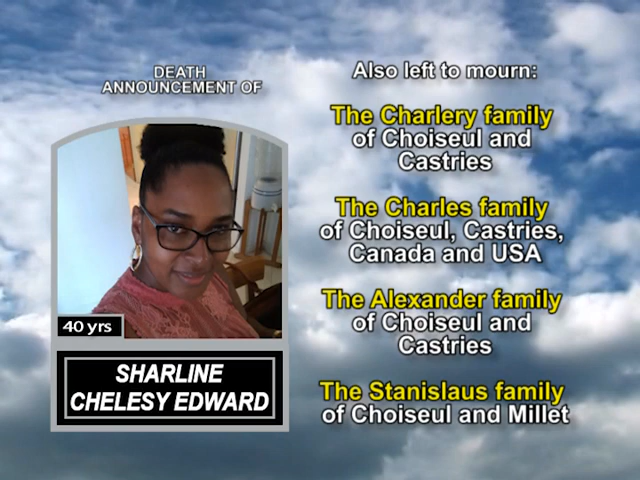 DEATH
ANNOUNCEMENT OF
40 yrs
SHARLINE
CHELESY EDWARD
Also left to mourn:
The Charlery family
of Choiseul and
Castries
The Charles family
of Choiseul, Castries,
Canada and USA
The Alexander family
of Choiseul and
Castries
The Stanislaus family
of Choiseul and Millet